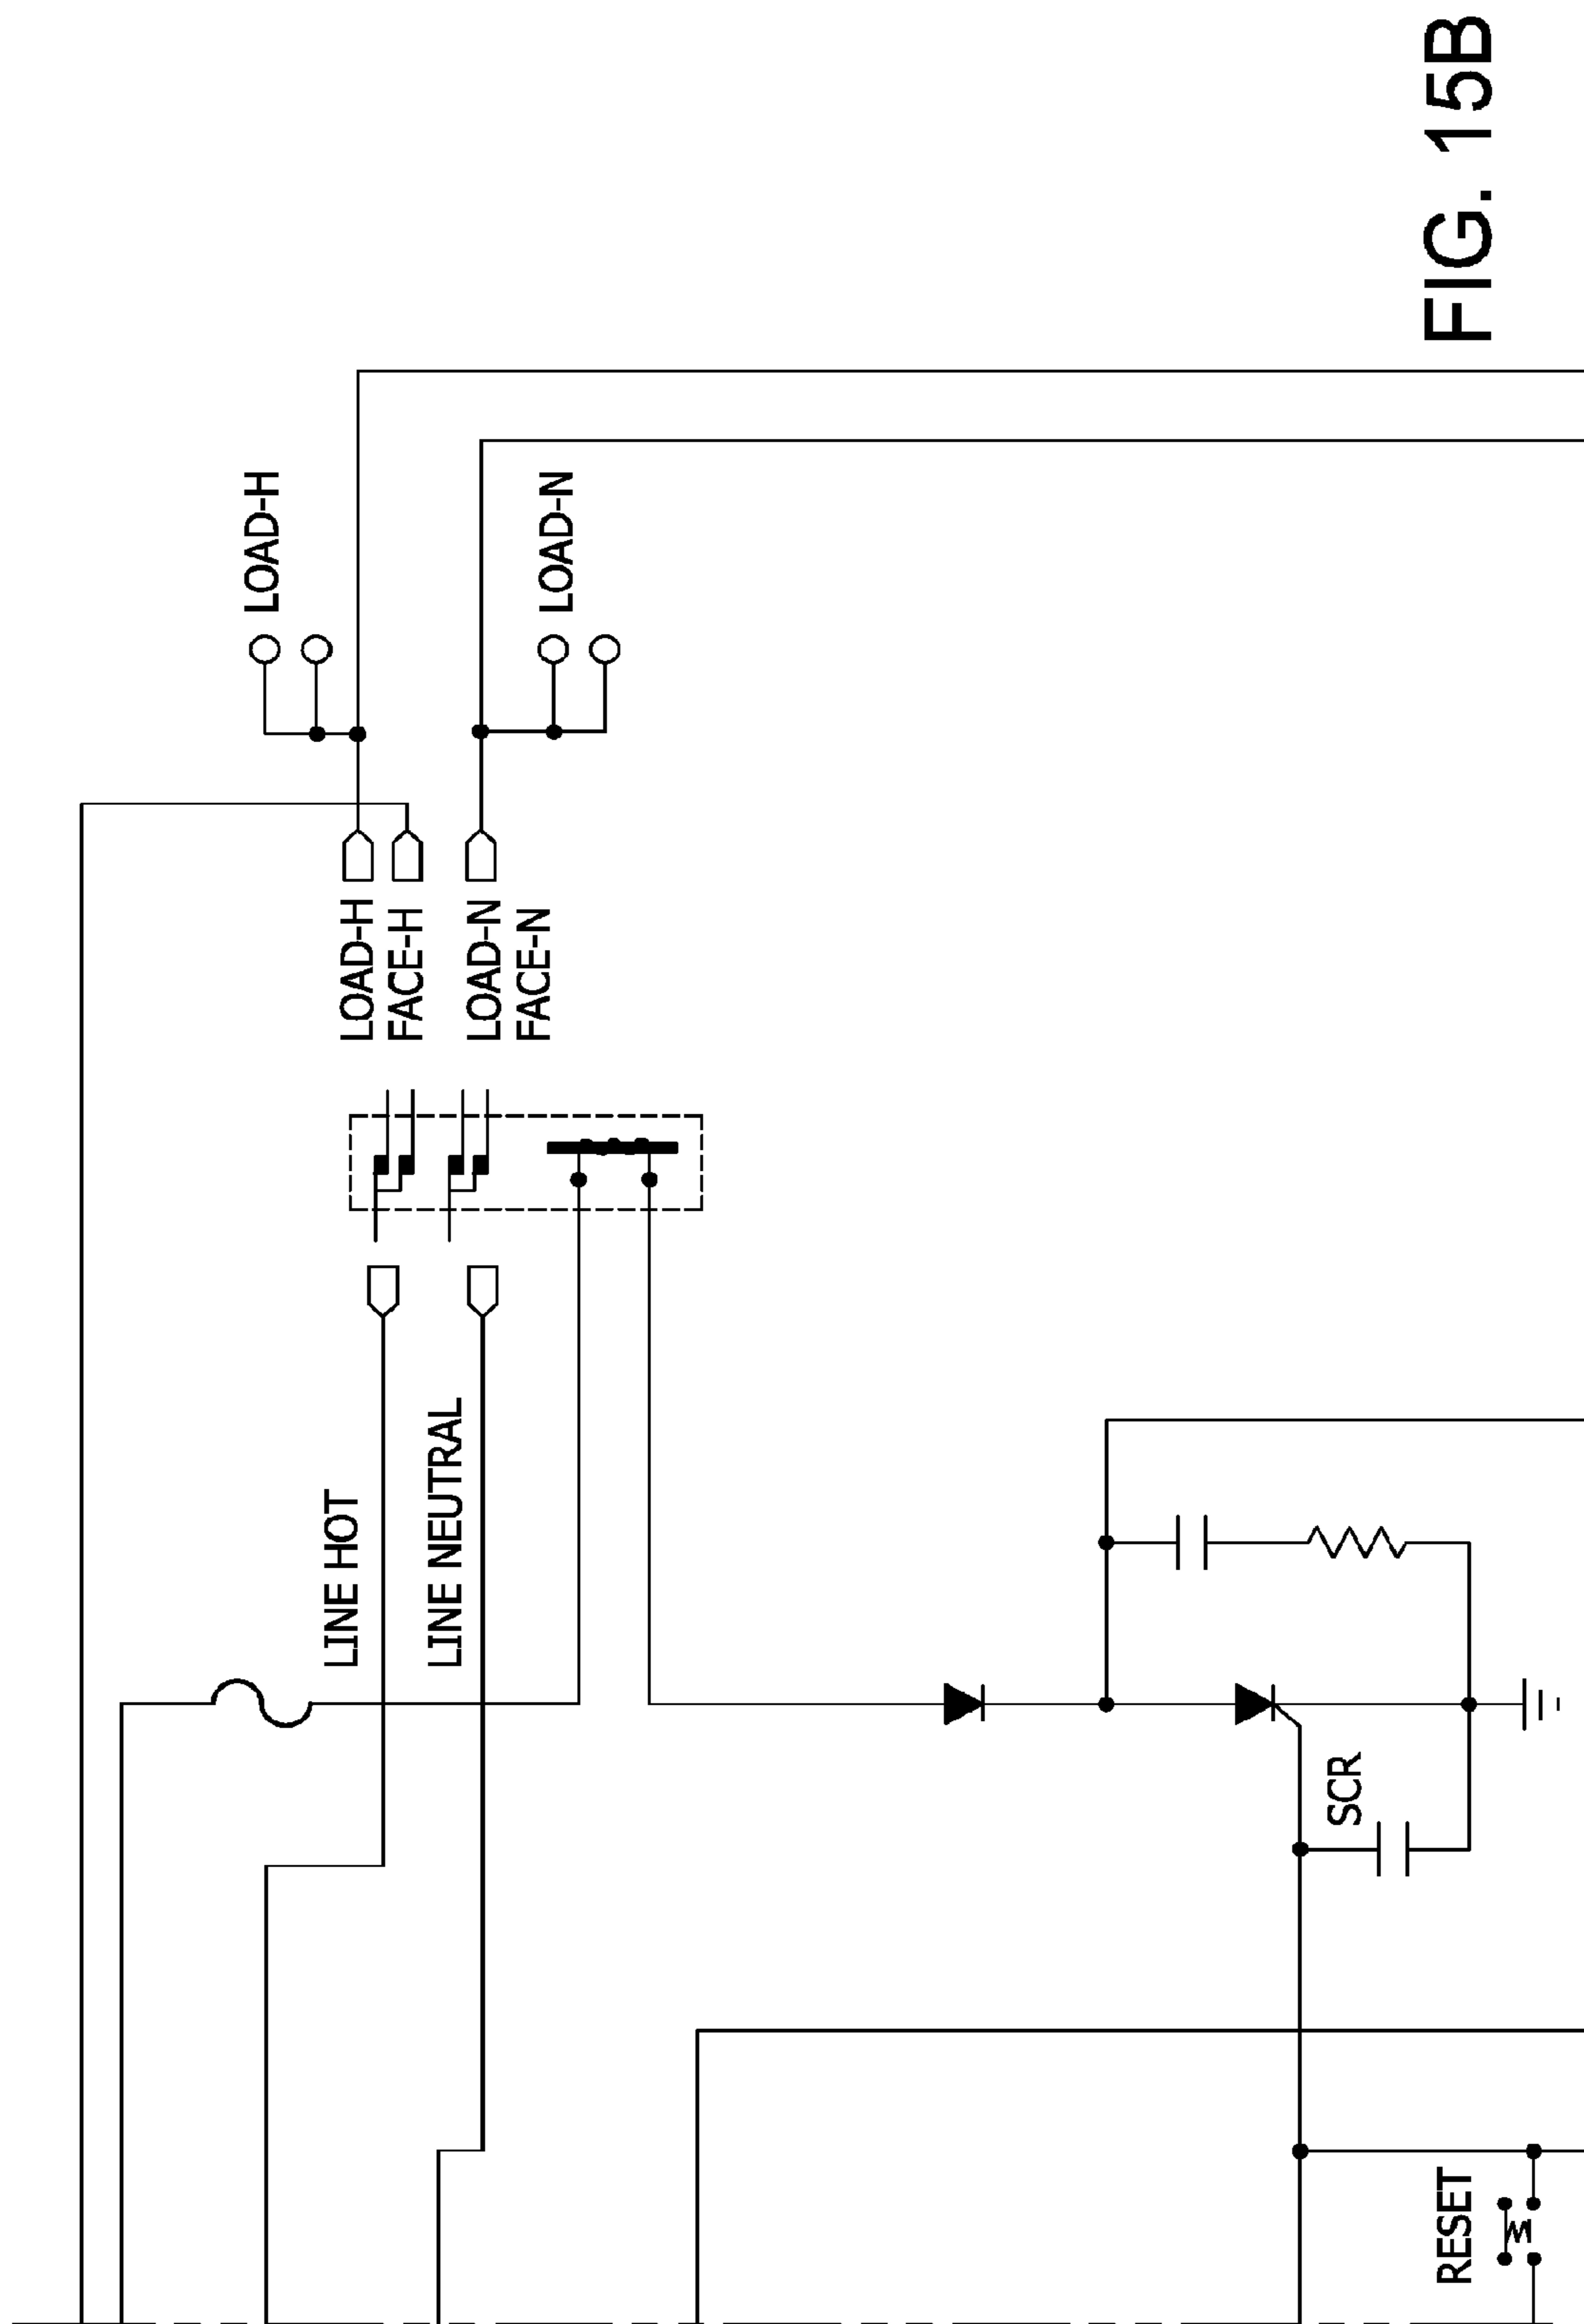 LINE HOT
LINE NEUTRAL
LOAD-H
FACE-H
LOAD-N
FACE-N
LOAD-H
LOAD-N
SCR
RESET
FIG. 15B